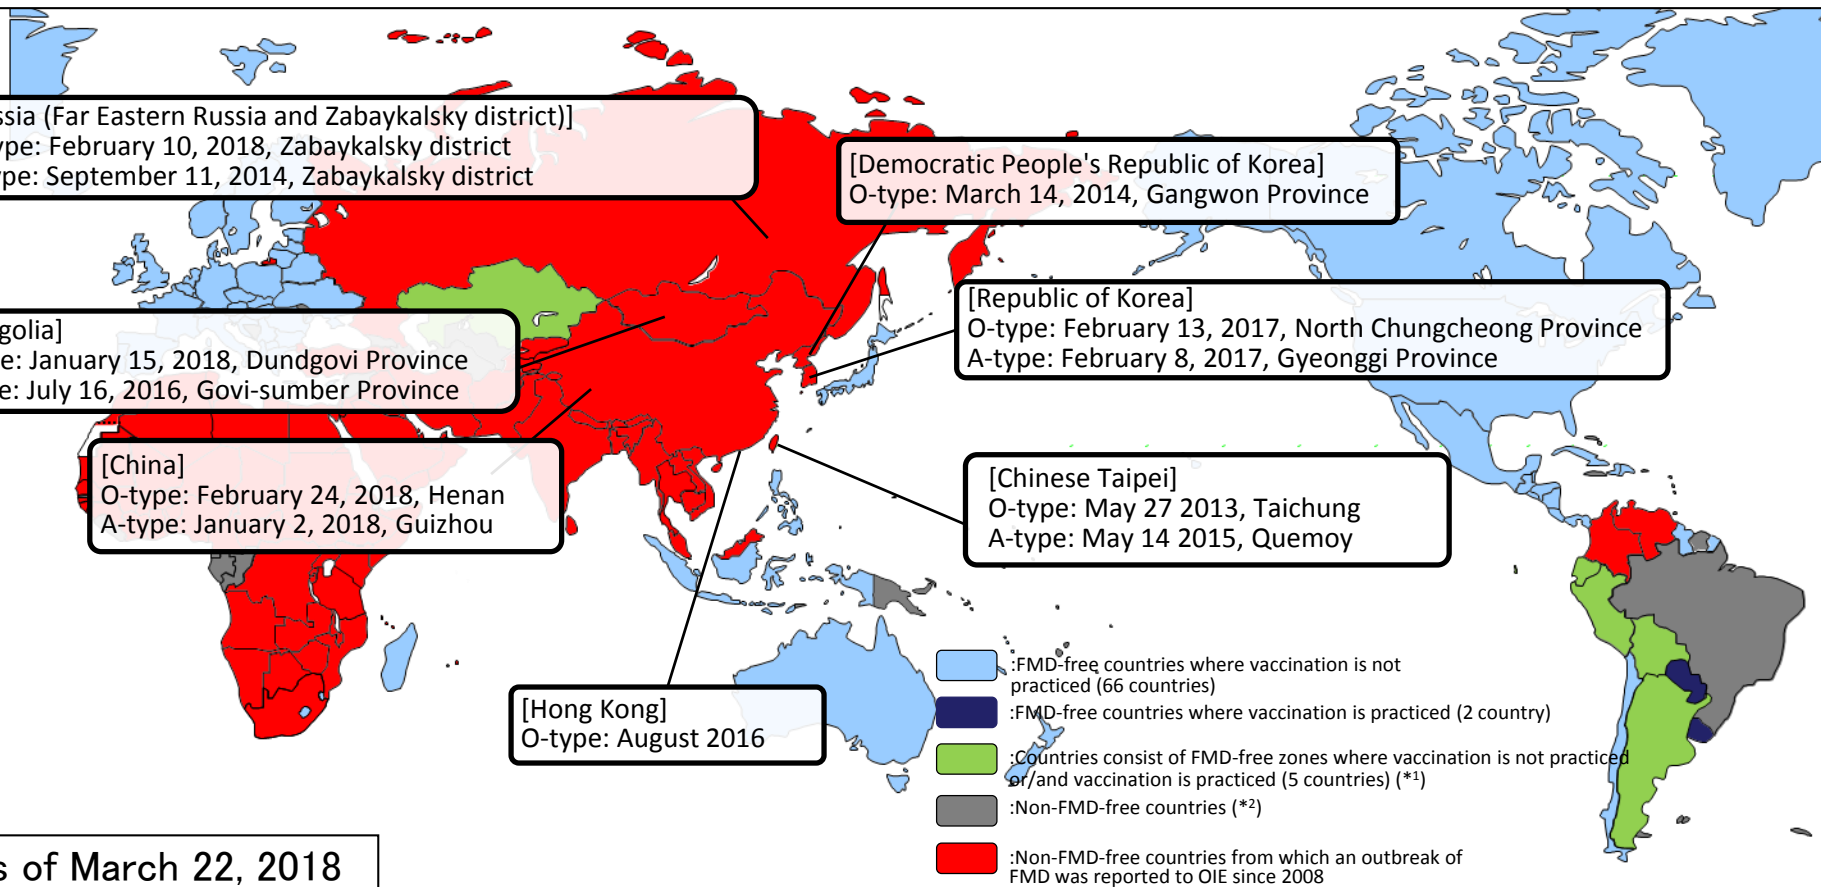 ssia (Far Eastern Russia and Zabaykalsky district)]
ype: February 10, 2018, Zabaykalsky district
ype: September 11, 2014, Zabaykalsky district
[Democratic People's Republic of Korea]
O-type: March 14, 2014, Gangwon Province
[Republic of Korea]
O-type: February 13, 2017, North Chungcheong Province
A-type: February 8, 2017, Gyeonggi Province
golia]
e: January 15, 2018, Dundgovi Province
e: July 16, 2016, Govi-sumber Province
[China]
O-type: February 24, 2018, Henan
A-type: January 2, 2018, Guizhou
[Chinese Taipei]
O-type: May 27 2013, Taichung
A-type: May 14 2015, Quemoy
[Hong Kong]
O-type: August 2016
:FMD-free countries where vaccination is not
practiced (66 countries)
:FMD-free countries where vaccination is practiced (2 country)
:Countries consist of FMD-free zones where vaccination is not practiced
or/and vaccination is practiced (5 countries) (*1)
:Non-FMD-free countries (*2)
:Non-FMD-free countries from which an outbreak of
FMD was reported to OIE since 2008
s of March 22, 2018